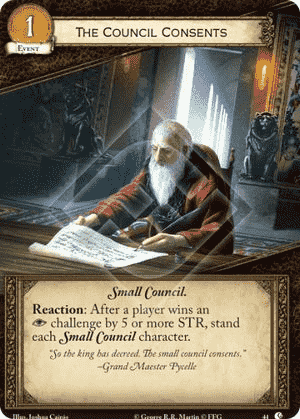 1
THE COUNCIL CONSENTS
EVENT
Small Council.
Reaction: After a player wins an
challenge by 5 or more STR, stand
each Small Council character.
"So the king has decreed. The small council consents."
–Grand Maester Pycelle
Illus. Joshua Cairós © George R.R. Martin © FFG 44